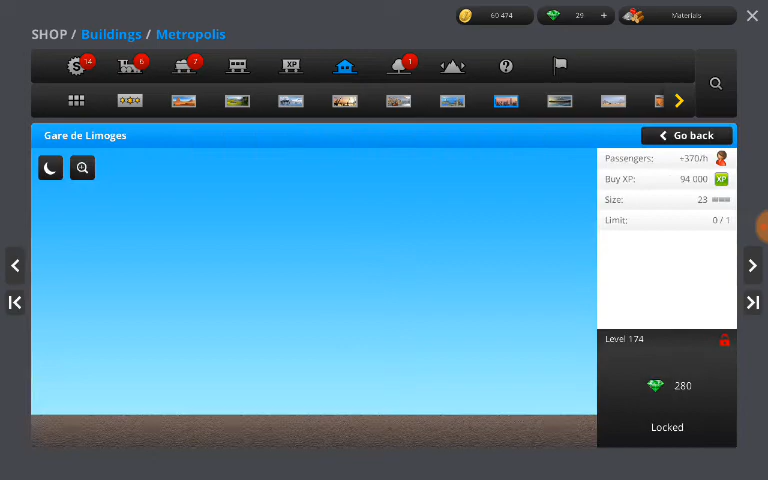 60 474
29 +
Materials
SHOP / Buildings / Metropolis
14
6
7
XP
1
Gare de Limoges
Go back
Passengers: +370/h
Buy XP: 94 000 XP
Size: 23
Limit: 0 / 1
Level 174
280
Locked